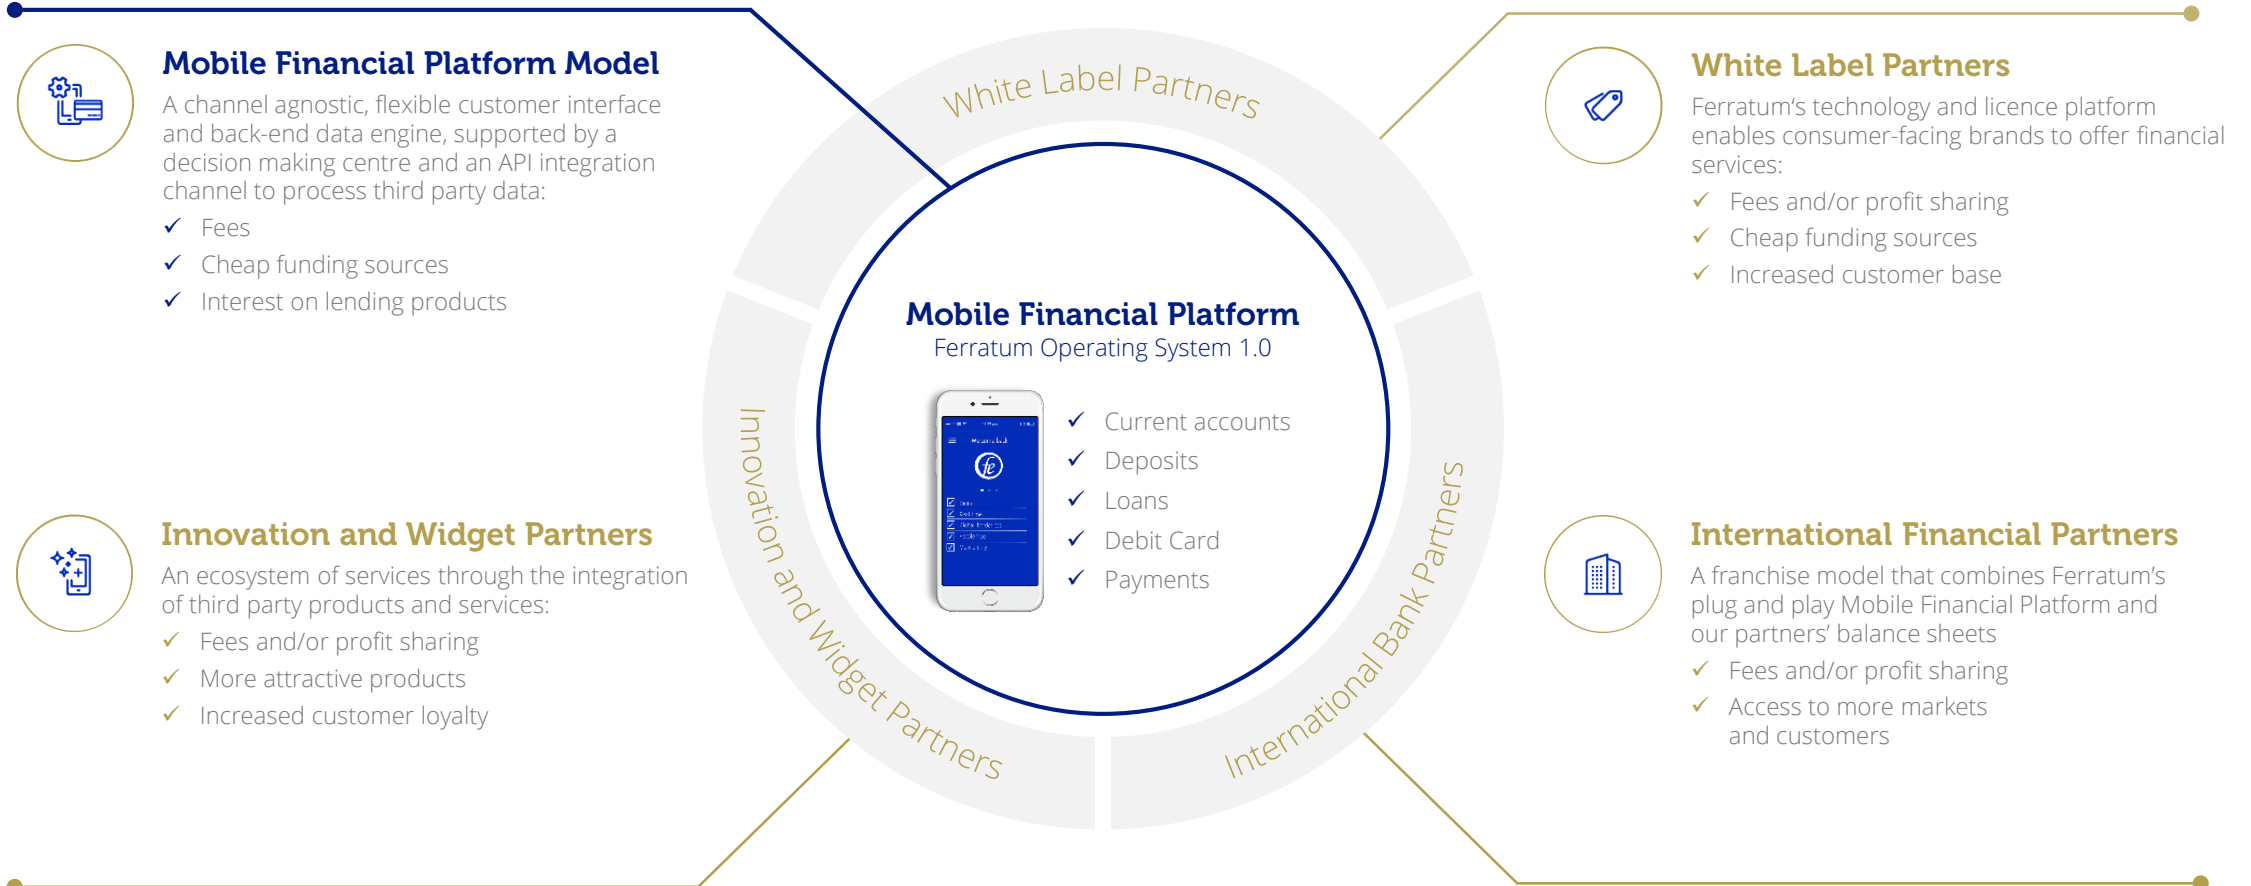 Mobile Financial Platform Model
A channel agnostic, flexible customer interface
and back-end data engine, supported by a
decision making centre and an API integration
channel to process third party data:
✓ Fees
✓ Cheap funding sources
✓ Interest on lending products
White Label Partners
White Label Partners
Ferratum‘s technology and licence platform
enables consumer-facing brands to offer financial
services:
✓ Fees and/or profit sharing
✓ Cheap funding sources
✓ Increased customer base
Mobile Financial Platform
Ferratum Operating System 1.0
fe
✓ Current accounts
✓ Deposits
✓ Loans
✓ Debit Card
✓ Payments
Innovation and Widget Partners
International Bank Partners
Innovation and Widget Partners
An ecosystem of services through the integration
of third party products and services:
✓ Fees and/or profit sharing
✓ More attractive products
✓ Increased customer loyalty
International Financial Partners
A franchise model that combines Ferratum’s
plug and play Mobile Financial Platform and
our partners’ balance sheets
✓ Fees and/or profit sharing
✓ Access to more markets
and customers